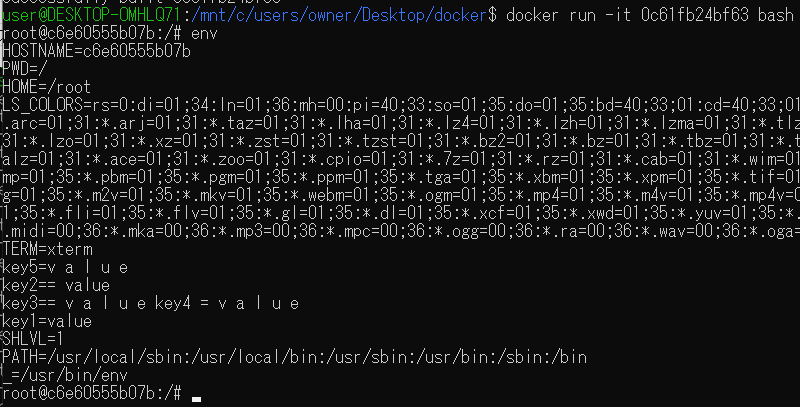 user@DESKTOP-OMHLQ71:/mnt/c/users/owner/Desktop/docker$ docker run -it 0c61fb24bf63 bash
root@c6e60555b07b:/# env
HOSTNAME=c6e60555b07b
PWD=/
HOME=/root
LS_COLORS=rs=0:di=01;34:ln=01;36:mh=00:pi=40;33:so=01;35:do=01;35:bd=40;33;01:cd=40;33;01
.arc=01;31:*.arj=01;31:*.taz=01;31:*.lha=01;31:*.lz4=01;31:*.lzh=01;31:*.lzma=01;31:*.tlz
31:*.lzo=01;31:*.xz=01;31:*.zst=01;31:*.tzst=01;31:*.bz2=01;31:*.bz=01;31:*.tbz=01;31:*.t
alz=01;31:*.ace=01;31:*.zoo=01;31:*.cpio=01;31:*.7z=01;31:*.rz=01;31:*.cab=01;31:*.wim=01
mp=01;35:*.pbm=01;35:*.pgm=01;35:*.ppm=01;35:*.tga=01;35:*.xbm=01;35:*.xpm=01;35:*.tif=01
g=01;35:*.m2v=01;35:*.mkv=01;35:*.webm=01;35:*.ogm=01;35:*.mp4=01;35:*.m4v=01;35:*.mp4v=0
1;35:*.fli=01;35:*.flv=01;35:*.gl=01;35:*.dl=01;35:*.xcf=01;35:*.xwd=01;35:*.yuv=01;35:*.
.midi=00;36:*.mka=00;36:*.mp3=00;36:*.mpc=00;36:*.ogg=00;36:*.ra=00;36:*.wav=00;36:*.oga=
TERM=xterm
key5=v a l u e
key2== value
key3== v a l u e key4 = v a l u e
key1=value
SHLVL=1
PATH=/usr/local/sbin:/usr/local/bin:/usr/sbin:/usr/bin:/sbin:/bin
_=/usr/bin/env
root@c6e60555b07b:/#